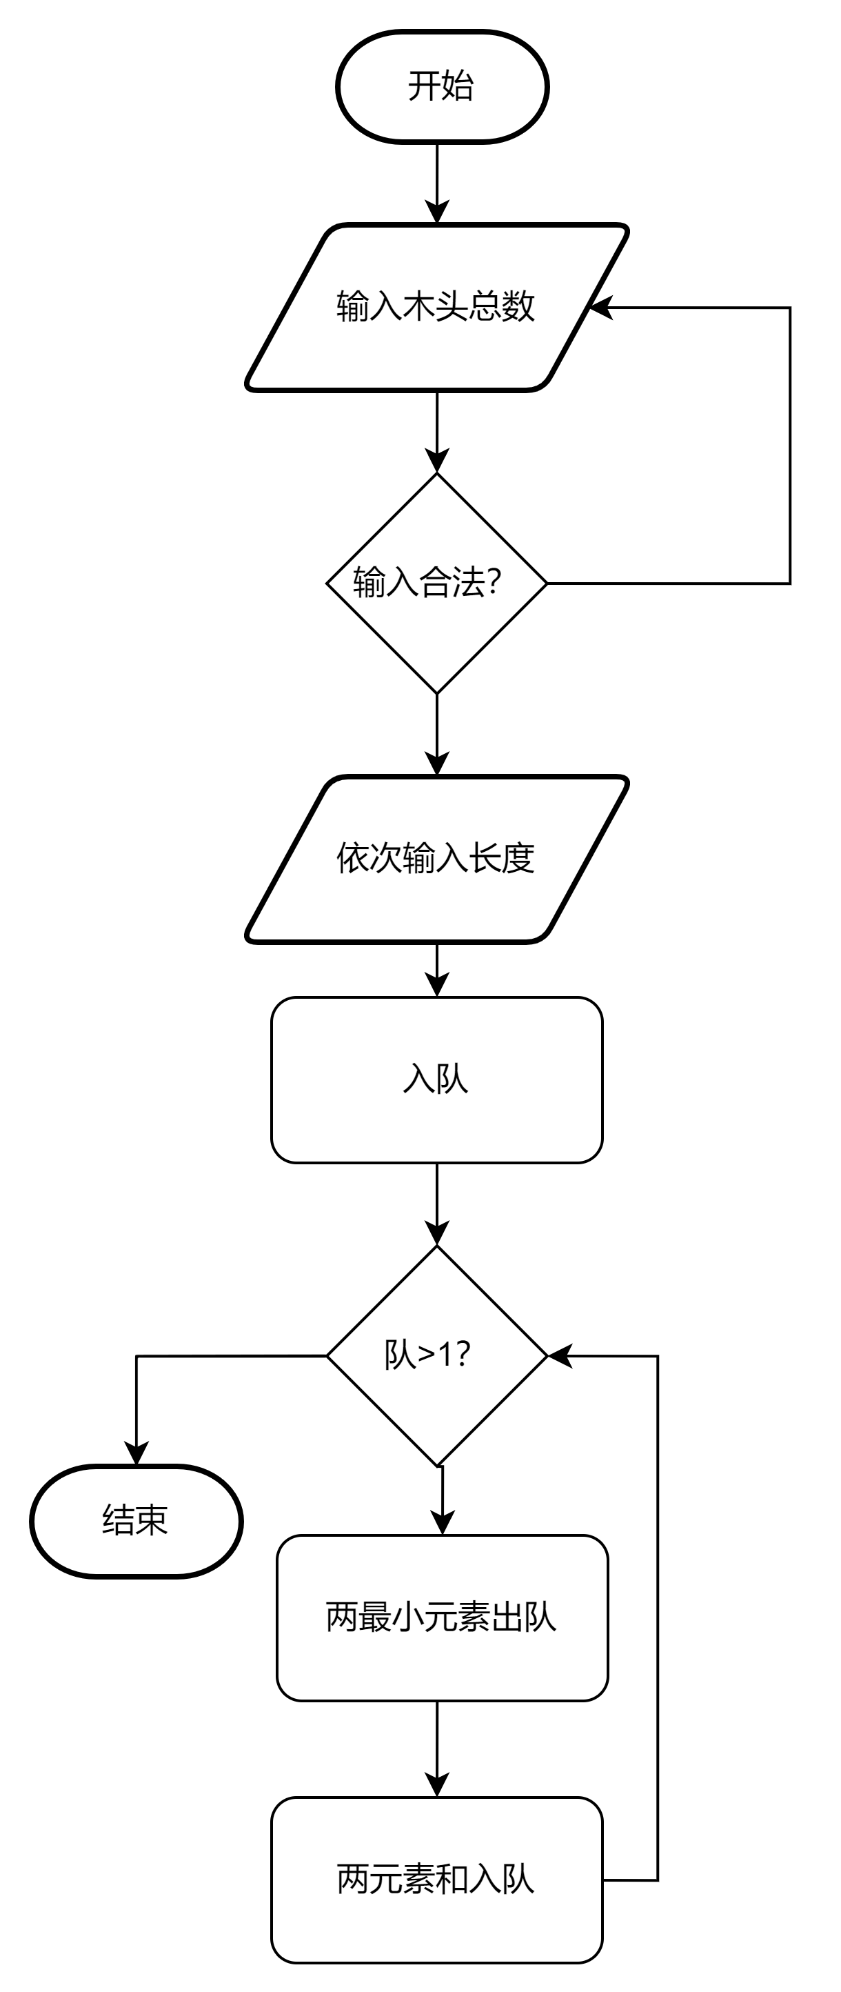 开始
输入木头总数
输入合法？
依次输入长度
入队
队>1？
结束
两最小元素出队
两元素和入队